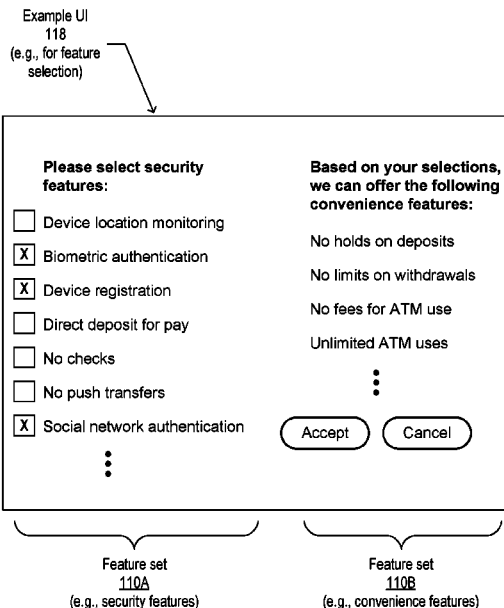 Example UI
118
(e.g., for feature
selection)
Please select security
features:
Device location monitoring
X Biometric authentication
X Device registration
Direct deposit for pay
No checks
No push transfers
X Social network authentication
Based on your selections,
we can offer the following
convenience features:
No holds on deposits
No limits on withdrawals
No fees for ATM use
Unlimited ATM uses
Accept
Cancel
Feature set
110A
(e.g., security features)
Feature set
110B
(e.g., convenience features)